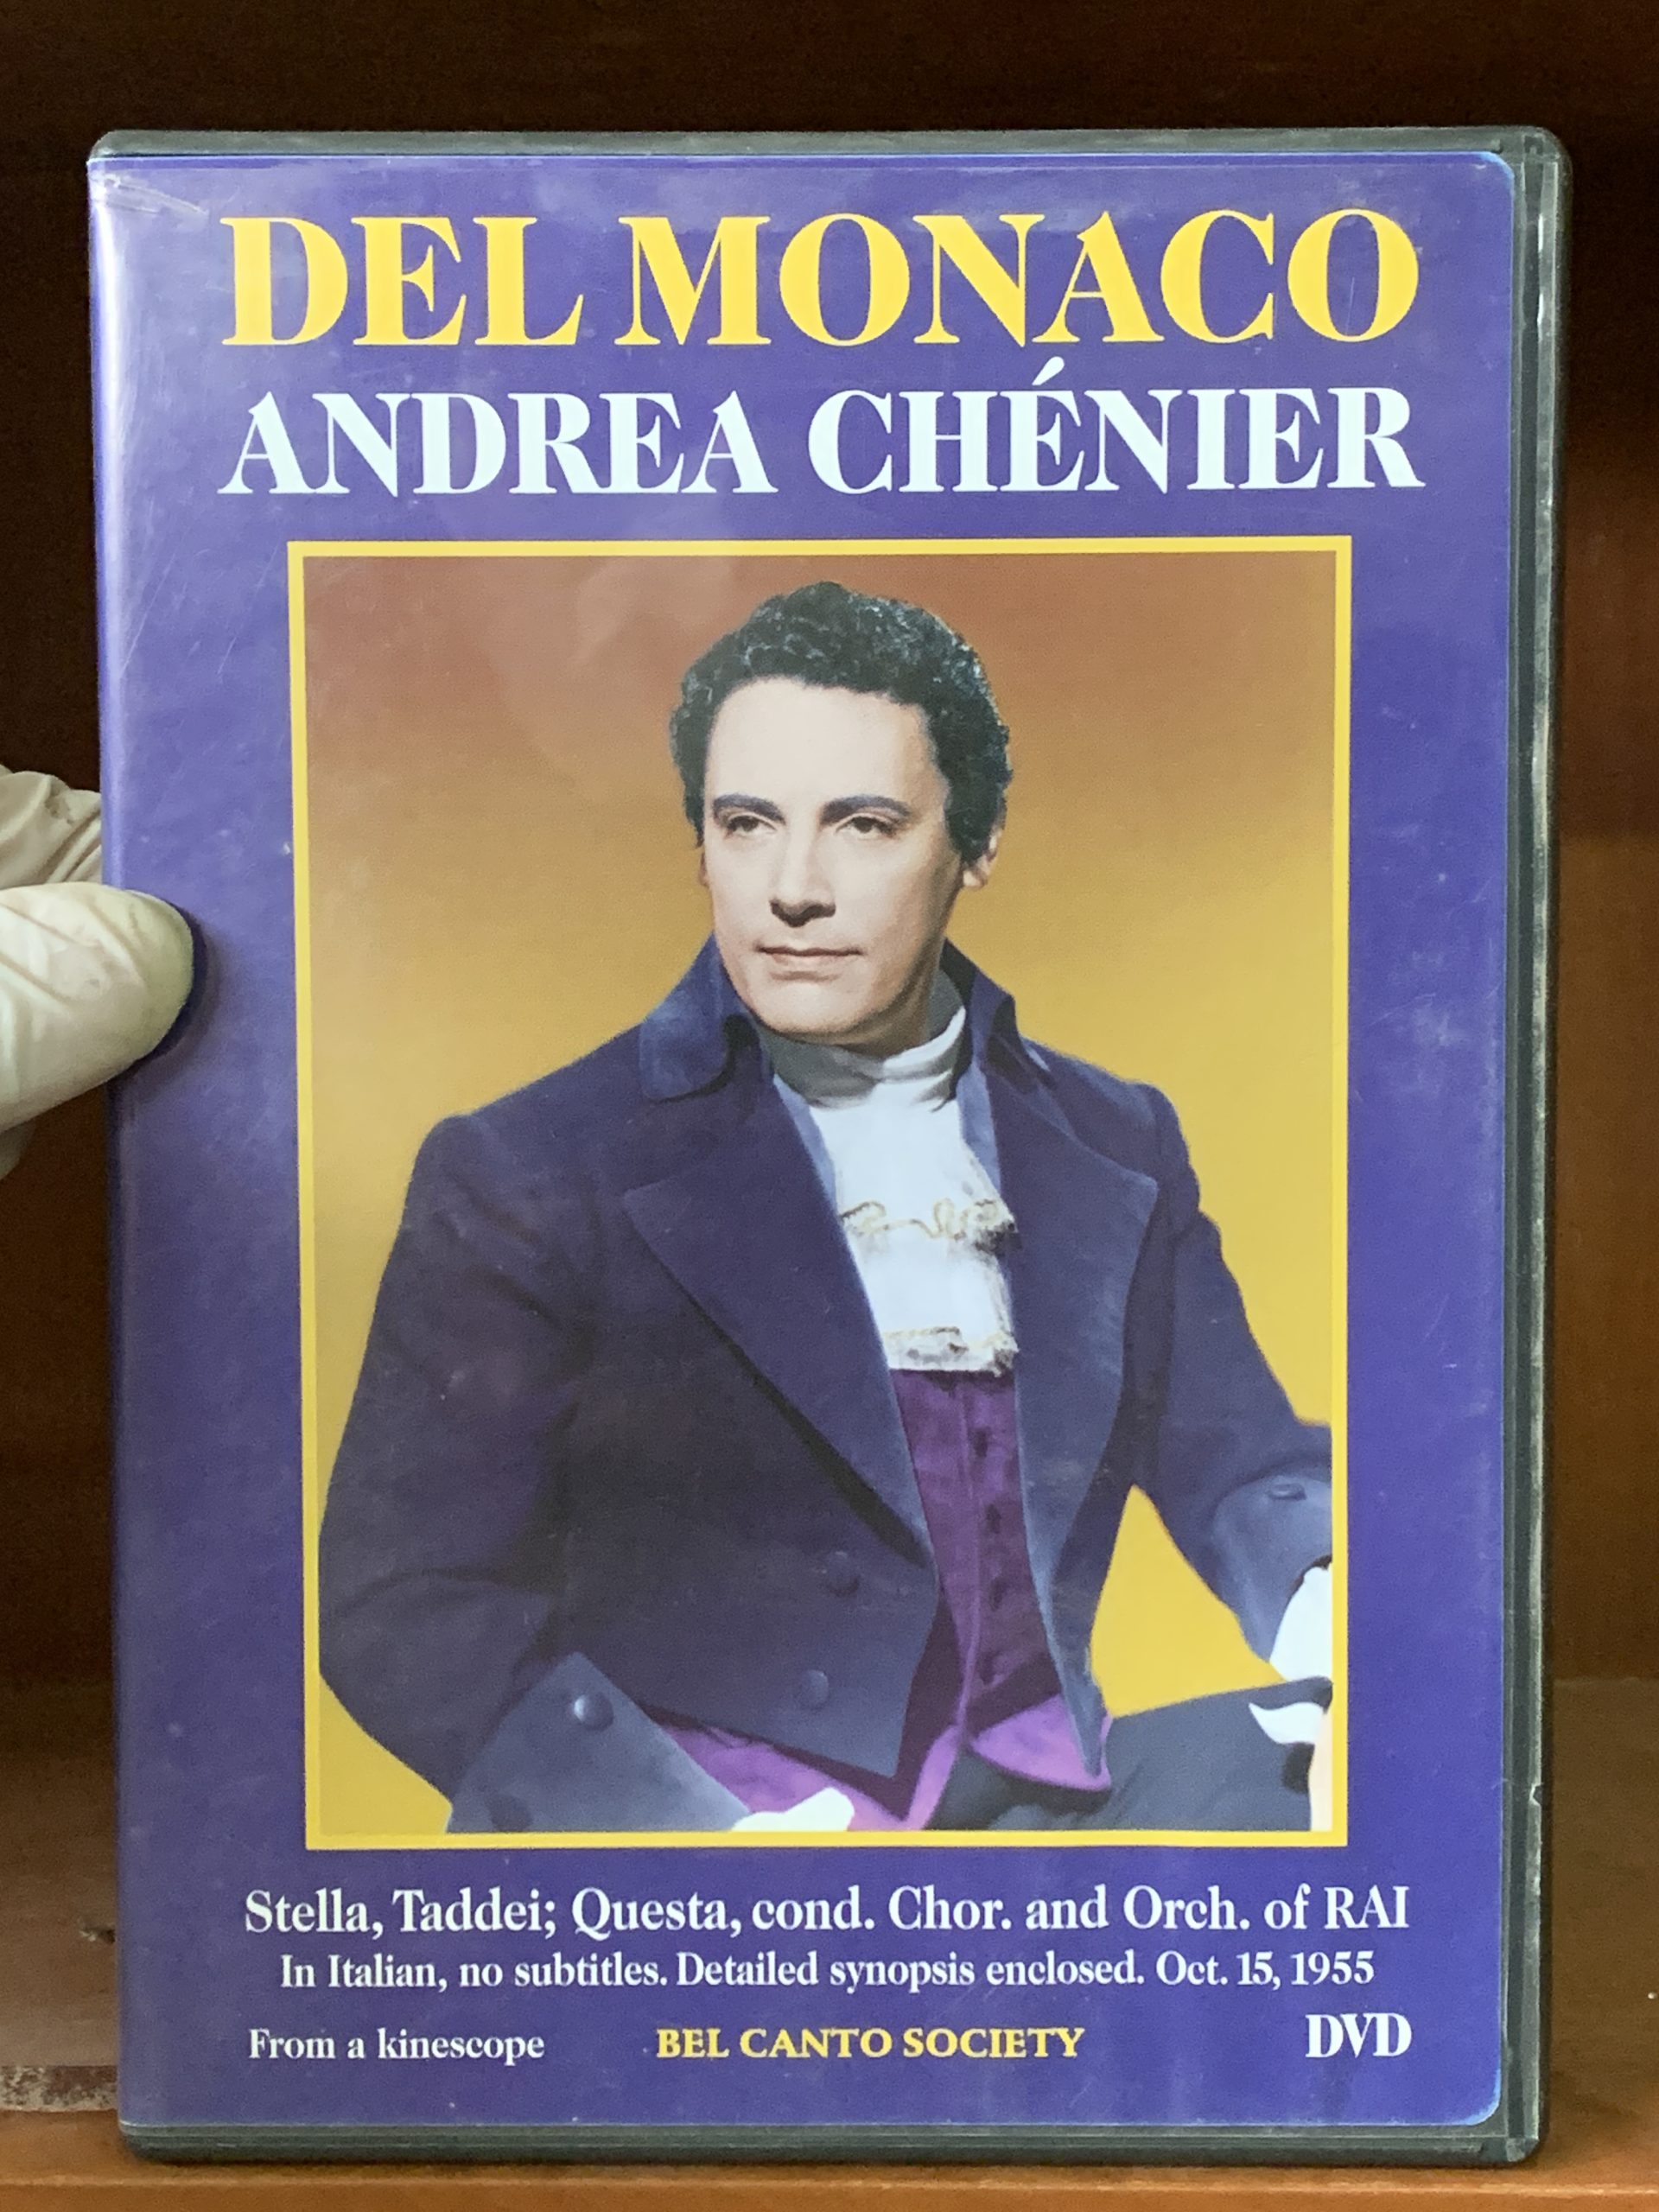 DEL MONACO
ANDREA CHÉNIER
Stella, Taddei; Questa, cond. Chor. and Orch. of RAI
In Italian, no subtitles. Detailed synopsis enclosed. Oct. 15, 1955
From a kinescope BEL CANTO SOCIETY DVD